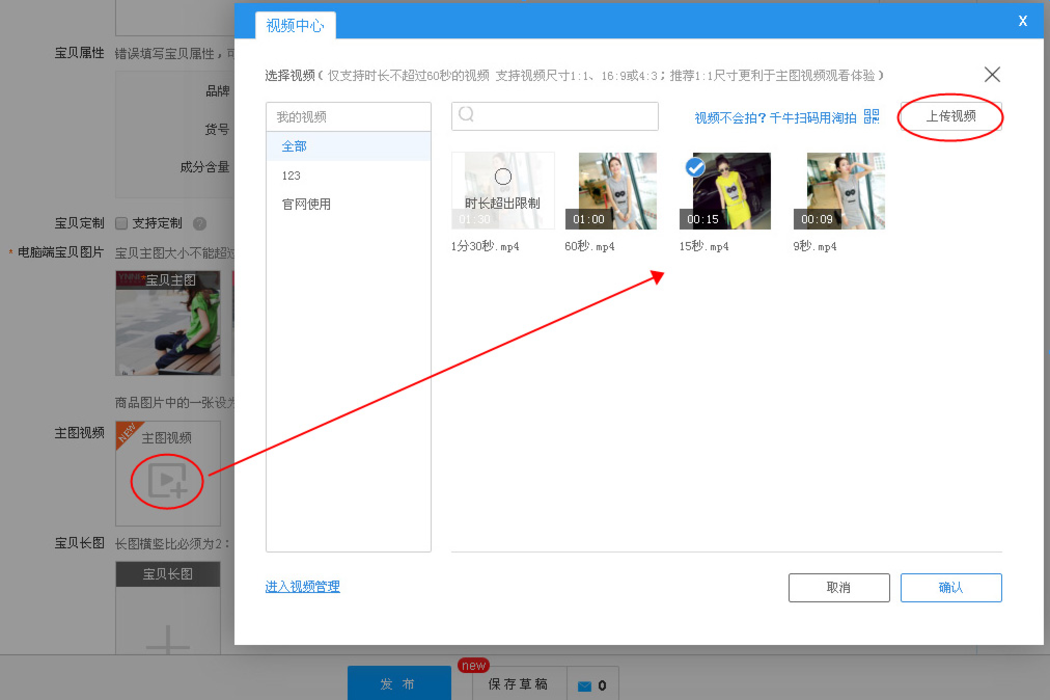 视频中心
X
宝贝属性 错误填写宝贝属性，可
品牌
货号
成分含量
宝贝定制 支持定制 ?
* 电脑端宝贝图片 宝贝主图大小不能超过
宝贝主图
商品图片中的一张设为
主图视频
NEW
主图视频
宝贝长图 长图横竖比必须为2：
宝贝长图
选择视频（仅支持时长不超过60秒的视频 支持视频尺寸1:1、16:9或4:3；推荐1:1尺寸更利于主图视频观看体验）
我的视频
全部
123
官网使用
视频不会拍？千牛扫码用淘拍
上传视频
时长超出限制
01:30
01:00
00:15
00:09
1分30秒.mp4
60秒.mp4
15秒.mp4
9秒.mp4
进入视频管理
取消
确认
发 布
new
保存草稿
0